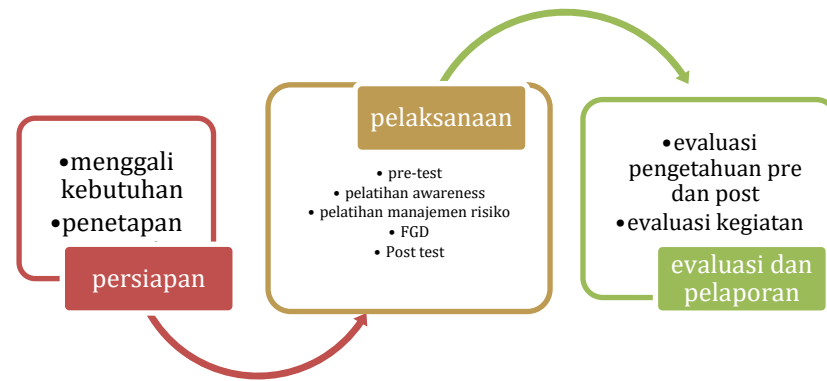 •menggali
kebutuhan
•penetapan
persiapan
pelaksanaan
• pre-test
• pelatihan awareness
• pelatihan manajemen risiko
• FGD
• Post test
•evaluasi
pengetahuan pre
dan post
•evaluasi kegiatan
evaluasi dan
pelaporan